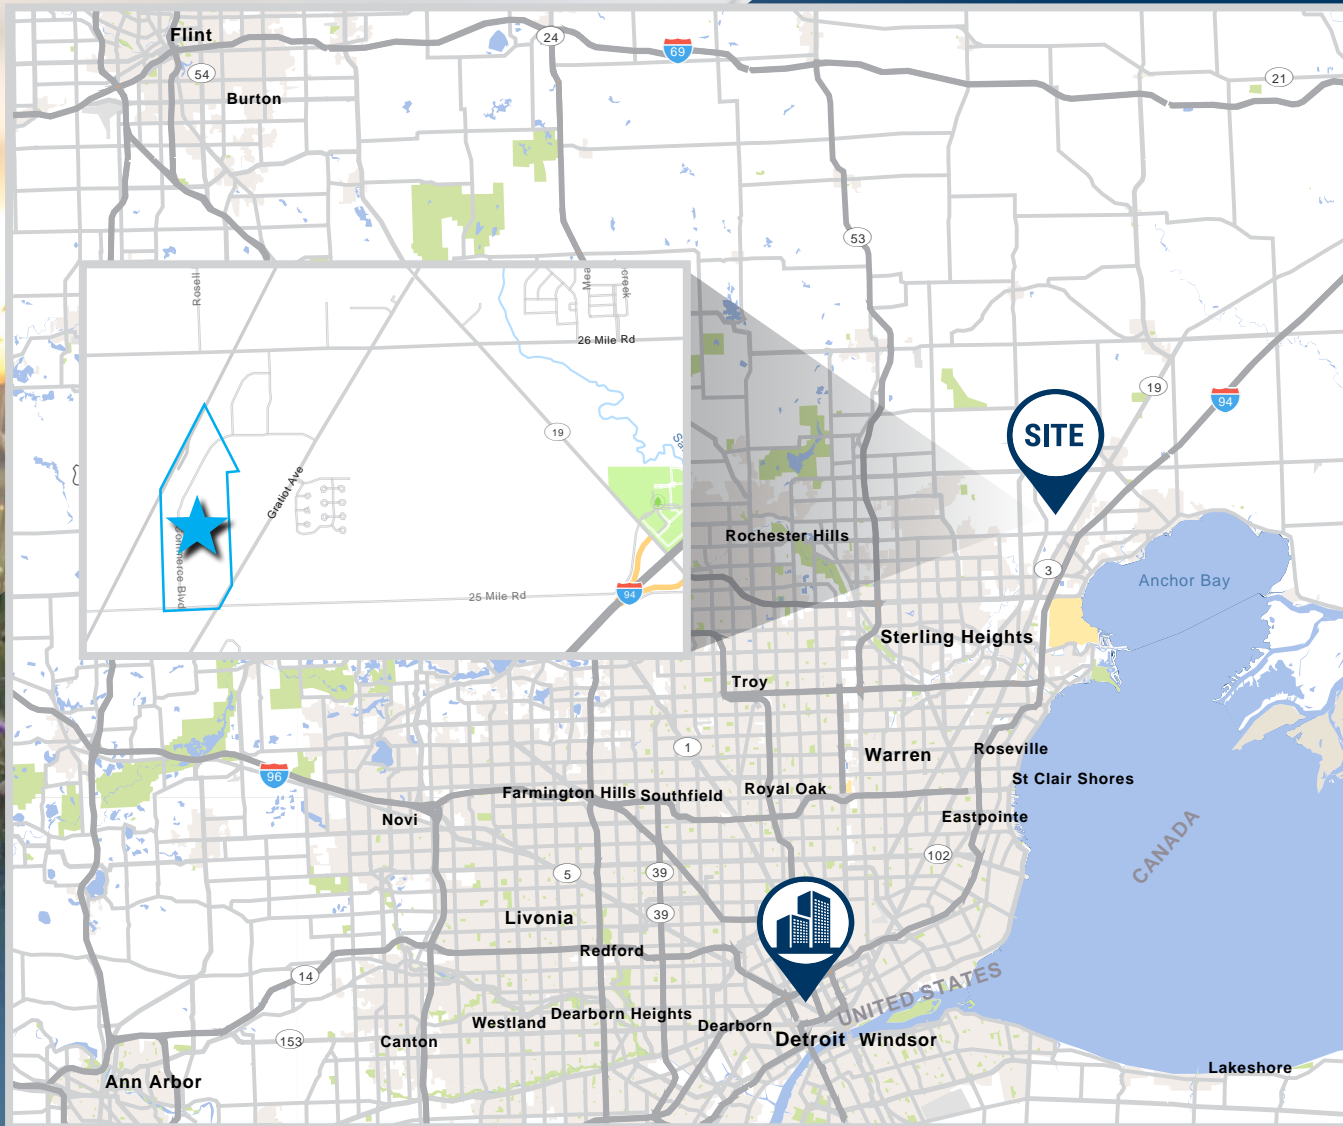 Flint
24
69
54
21
Burton
53
Rosell
Mea
creek
26 Mile Rd
19
94
SITE
19
Gratiot Ave
Commerce Blvd
Rochester Hills
3
Anchor Bay
94
25 Mile Rd
Sterling Heights
Troy
1
Warren
Roseville
96
St Clair Shores
Farmington Hills
Southfield
Royal Oak
Novi
Eastpointe
CANADA
102
5
39
39
Livonia
Redford
14
UNITED STATES
Westland
Dearborn Heights
Dearborn
153
Canton
Detroit
Windsor
Lakeshore
Ann Arbor